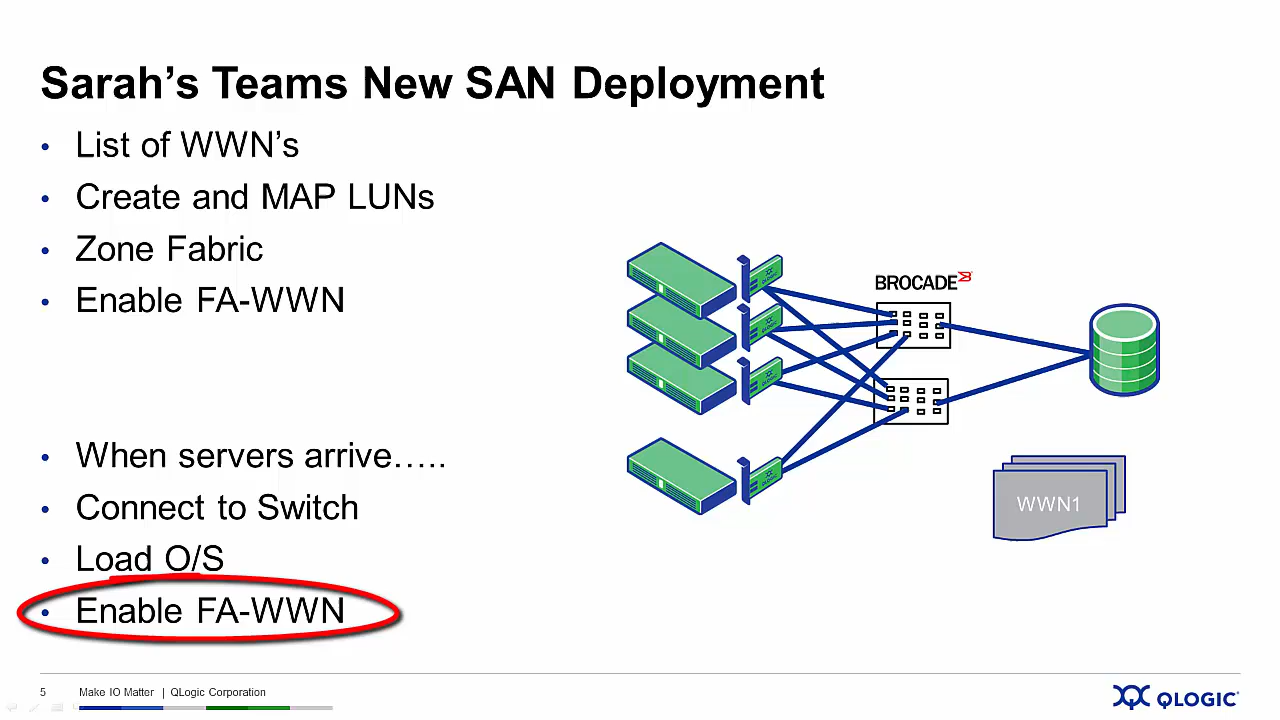 Sarah’s Teams New SAN Deployment
• List of WWN’s
• Create and MAP LUNs
• Zone Fabric
• Enable FA-WWN
• When servers arrive…..
• Connect to Switch
• Load O/S
• Enable FA-WWN
BROCADE
WWN1
5 Make IO Matter | QLogic Corporation
QLOGIC